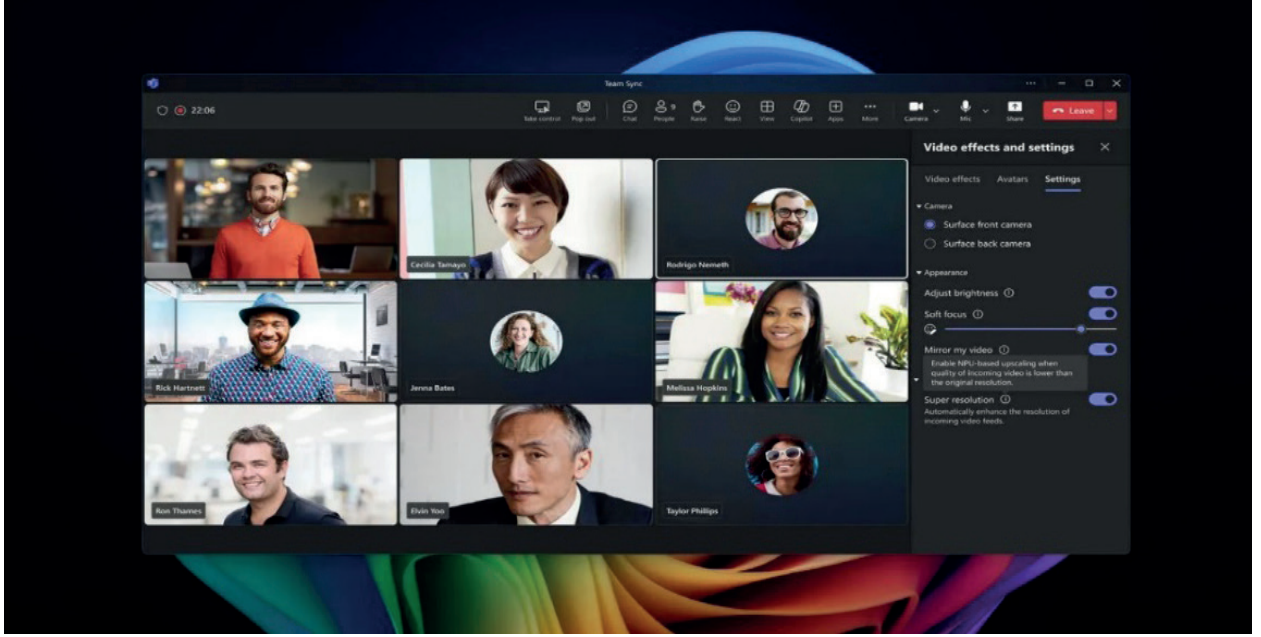 Team Sync
22:06
Take control
Pop out
Chat
People
9
Raise
React
View
Copilot
Apps
More
Camera
Mic
Share
Leave
Video effects and settings
Video effects Avatars Settings
Camera
Surface front camera
Surface back camera
Appearance
Adjust brightness
Soft focus
Mirror my video
Enable NPU-based upscaling when
quality of incoming video is lower than
the original resolution.
Super resolution
Automatically enhance the resolution of
incoming video feeds.
Cecilia Tamayo
Rodrigo Nemeth
Rick Hartnett
Jenna Bates
Melissa Hopkins
Ron Thames
Elvin Yoo
Taylor Phillips